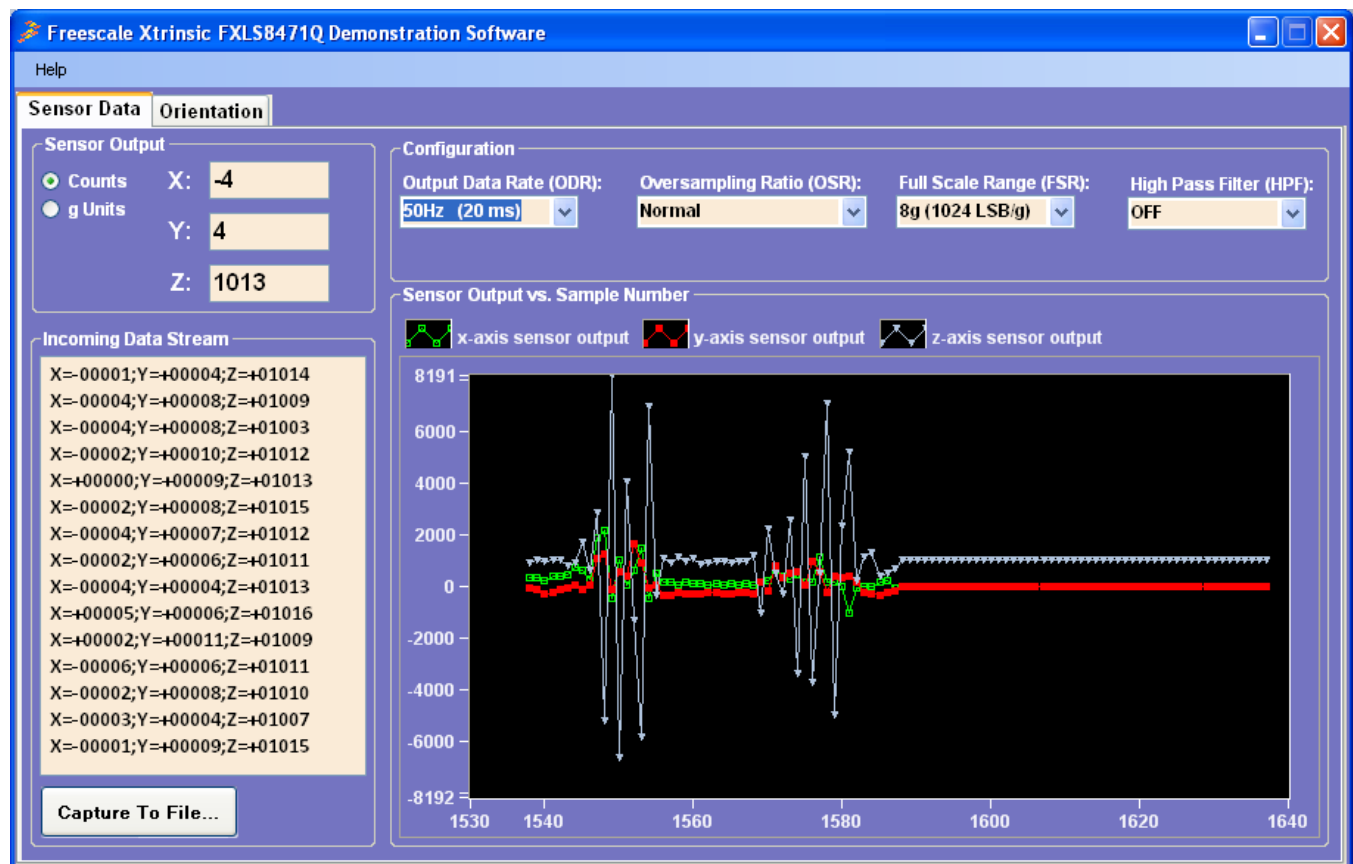 Freescale Xtrinsic FXLS8471Q Demonstration Software
Help
Sensor Data Orientation
Sensor Output
Counts
g Units
X: -4
Y: 4
Z: 1013
Configuration
Output Data Rate (ODR): Oversampling Ratio (OSR): Full Scale Range (FSR): High Pass Filter (HPF):
50Hz (20 ms) Normal 8g (1024 LSB/g) OFF
Incoming Data Stream
X=-00001;Y=+00004;Z=+01014
X=-00004;Y=+00008;Z=+01009
X=-00004;Y=+00008;Z=+01003
X=-00002;Y=+00010;Z=+01012
X=+00000;Y=+00009;Z=+01013
X=-00002;Y=+00008;Z=+01015
X=-00004;Y=+00007;Z=+01012
X=-00002;Y=+00006;Z=+01011
X=-00004;Y=+00004;Z=+01013
X=+00005;Y=+00006;Z=+01016
X=+00002;Y=+00011;Z=+01009
X=-00006;Y=+00006;Z=+01011
X=-00002;Y=+00008;Z=+01010
X=-00003;Y=+00004;Z=+01007
X=-00001;Y=+00009;Z=+01015
Capture To File...
Sensor Output vs. Sample Number
x-axis sensor output y-axis sensor output z-axis sensor output
8191
6000
4000
2000
0
-2000
-4000
-6000
-8192
1530 1540 1560 1580 1600 1620 1640